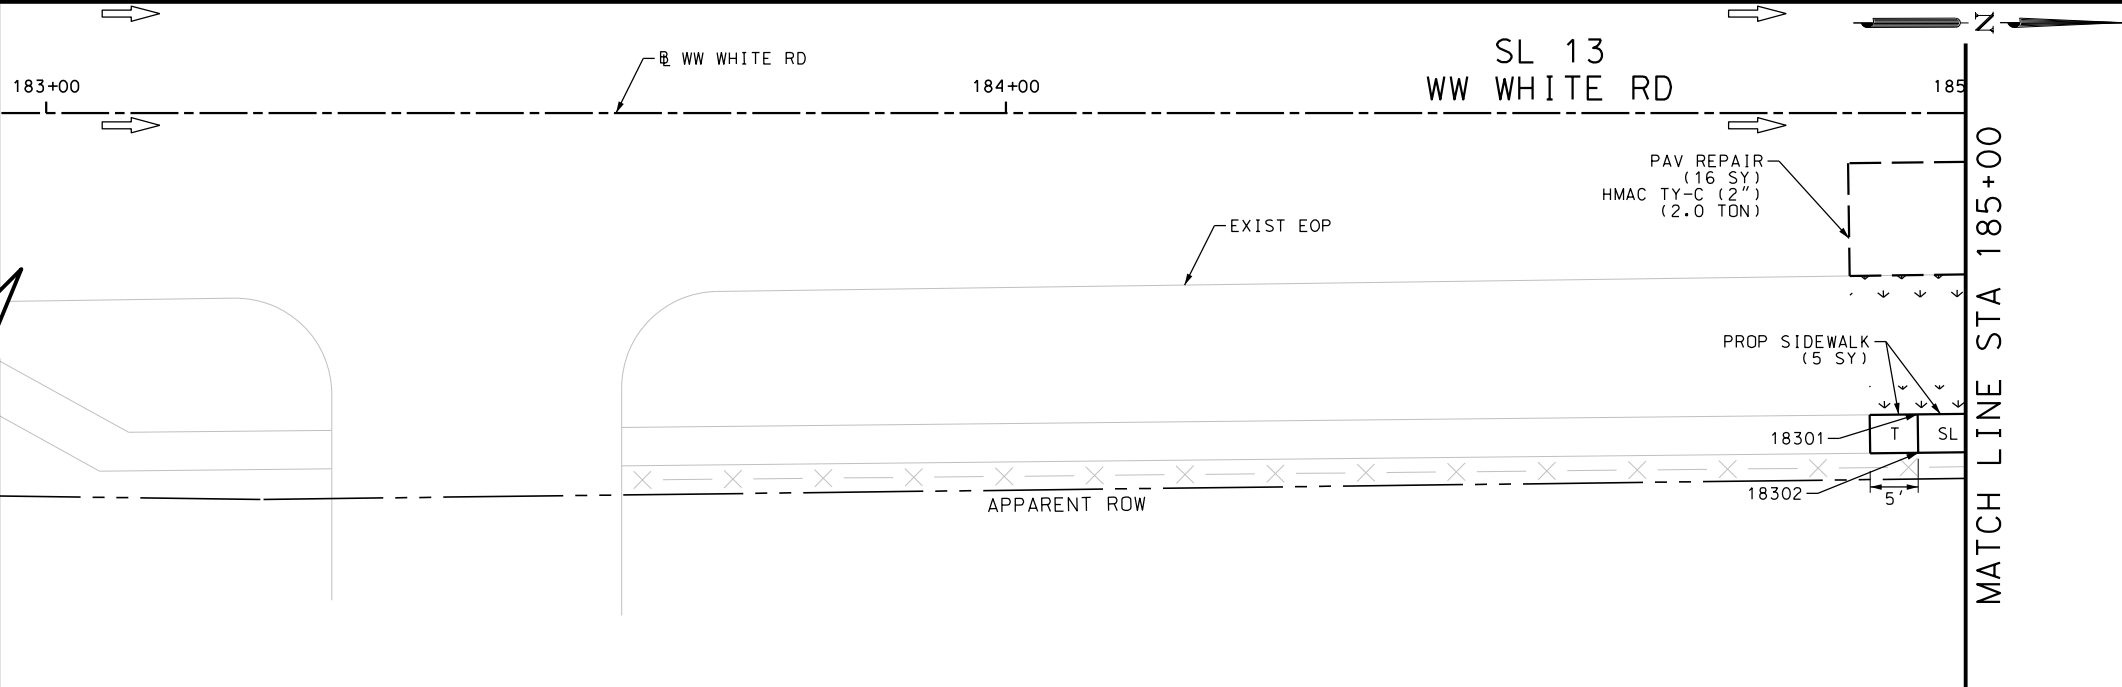 N
SL 13
WW WHITE RD
℄ WW WHITE RD
183+00
184+00
185
PAV REPAIR
(16 SY)
HMAC TY-C (2")
(2.0 TON)
EXIST EOP
PROP SIDEWALK
(5 SY)
18301
T
SL
18302
5'
APPARENT ROW
MATCH LINE STA 185+00